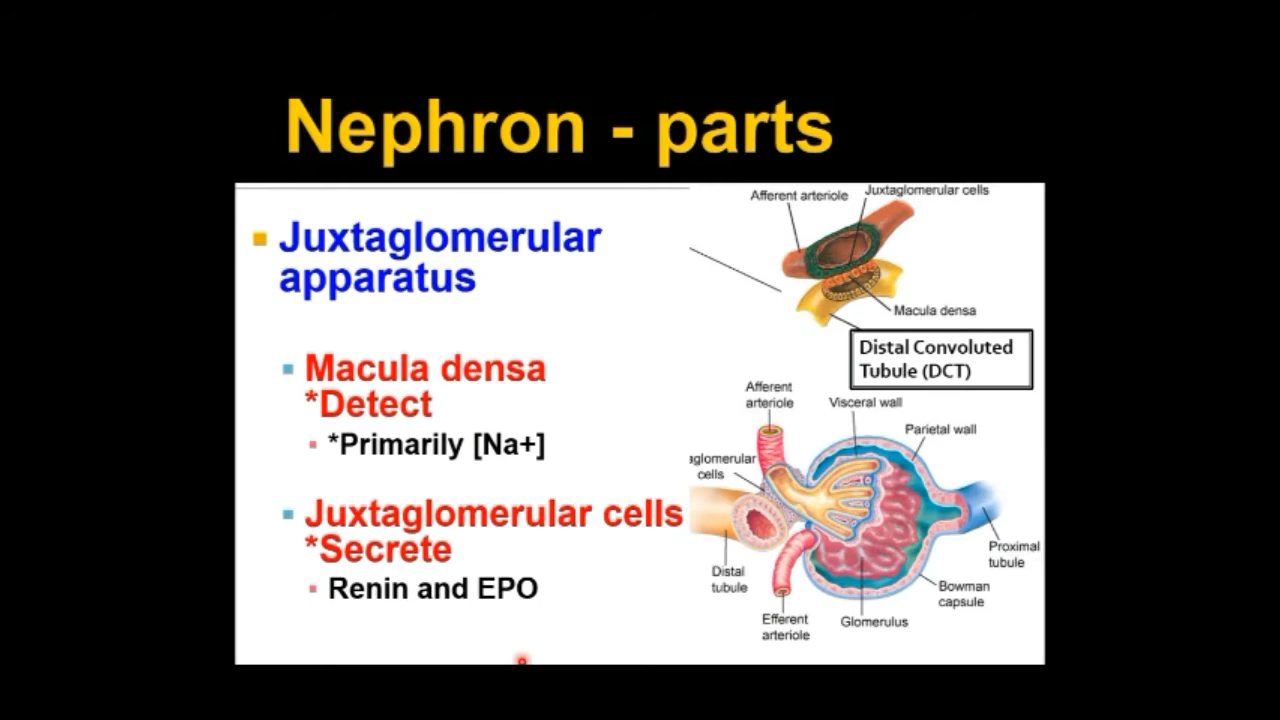 Nephron - parts
Juxtaglomerular
apparatus
Macula densa
*Detect
*Primarily [Na+]
Juxtaglomerular cells
*Secrete
Renin and EPO
Afferent arteriole
Juxtaglomerular cells
Macula densa
Distal Convoluted
Tubule (DCT)
Afferent
arteriole
Visceral wall
Parietal wall
aglomerular
cells
Proximal
tubule
Distal
tubule
Bowman
capsule
Efferent
arteriole
Glomerulus